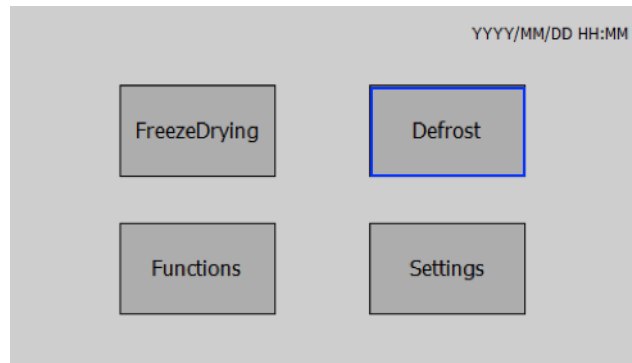 YYYY/MM/DD HH:MM
FreezeDrying
Defrost
Functions
Settings